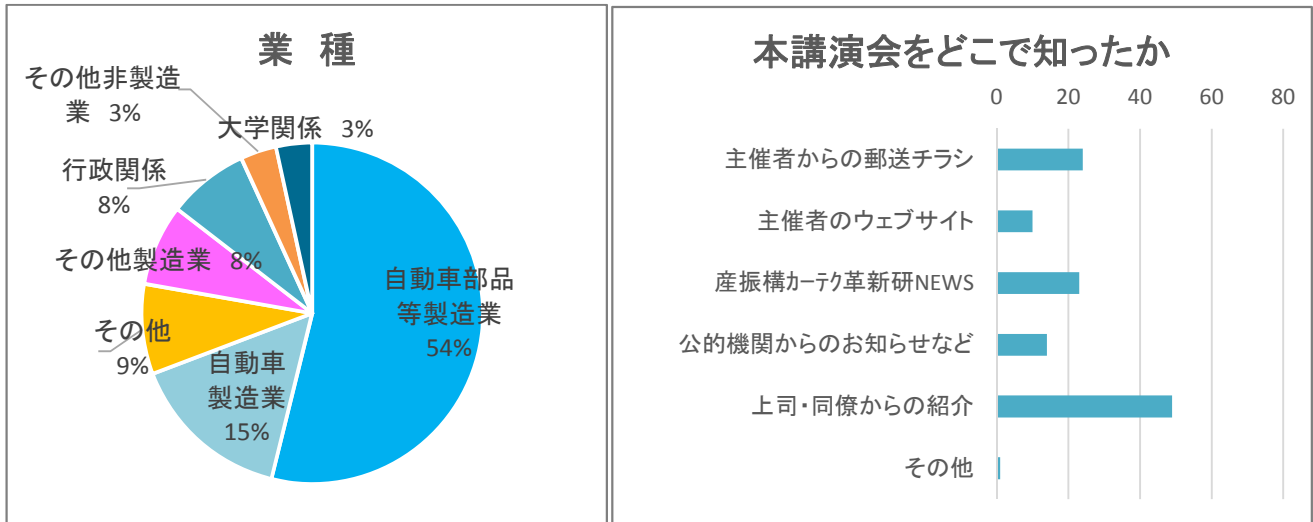 業 種
その他非製造
業 3%
大学関係 3%
行政関係
8%
その他製造業 8%
その他
9%
自動車
製造業
15%
自動車部品
等製造業
54%
本講演会をどこで知ったか
0 20 40 60 80
主催者からの郵送チラシ
主催者のウェブサイト
産振構カーテク革新研NEWS
公的機関からのお知らせなど
上司・同僚からの紹介
その他